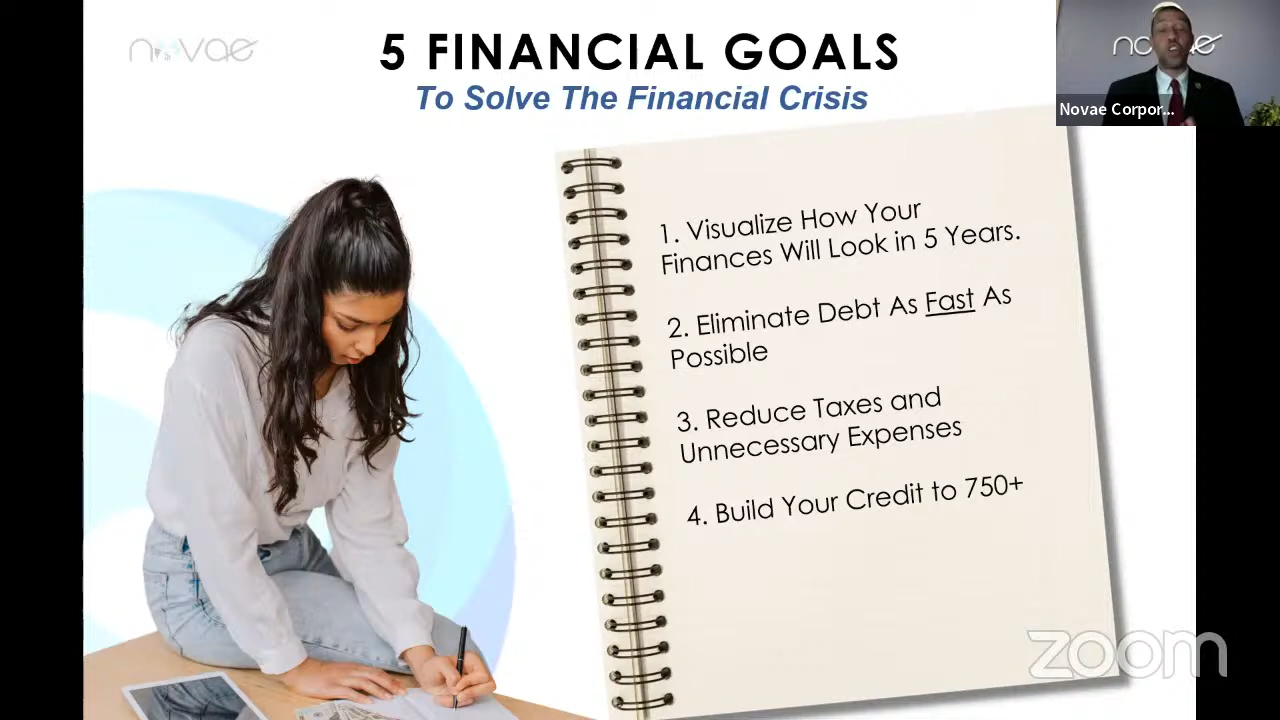 novae
5 FINANCIAL GOALS
To Solve The Financial Crisis
Novae Corpor...
1. Visualize How Your
Finances Will Look in 5 Years.
2. Eliminate Debt As Fast As
Possible
3. Reduce Taxes and
Unnecessary Expenses
4. Build Your Credit to 750+
zoom